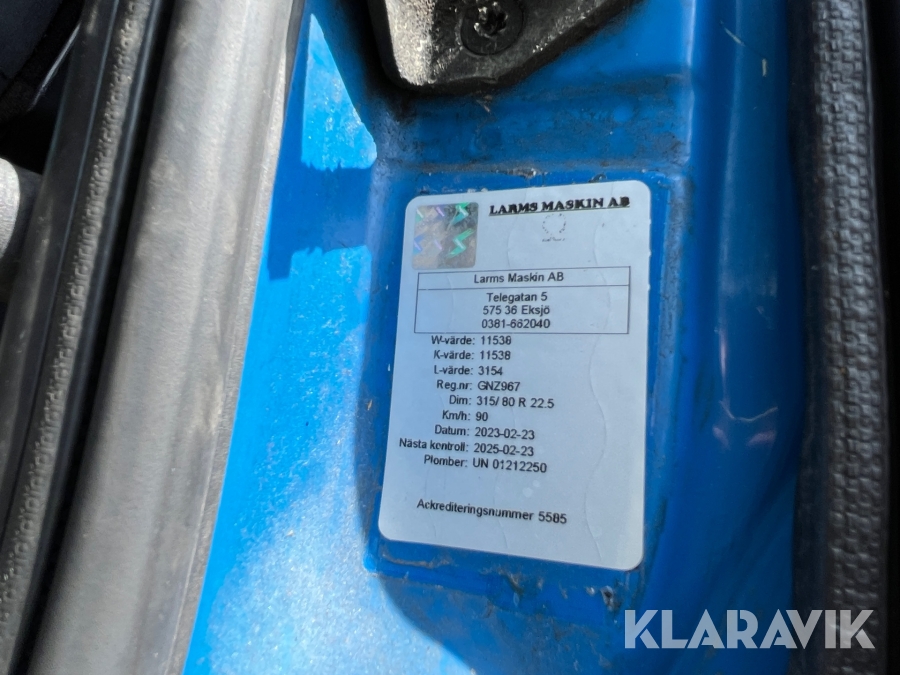 LARMS MASKIN AB
Larms Maskin AB
Telegatan 5
575 36 Eksjö
0381-662040
W-värde: 11538
K-värde: 11538
L-värde: 3154
Reg.nr: GNZ967
Dim: 315/ 80 R 22.5
Km/h: 90
Datum: 2023-02-23
Nästa kontroll: 2025-02-23
Plomber: UN 01212250
Ackrediteringsnummer 5585
KLARAVIK